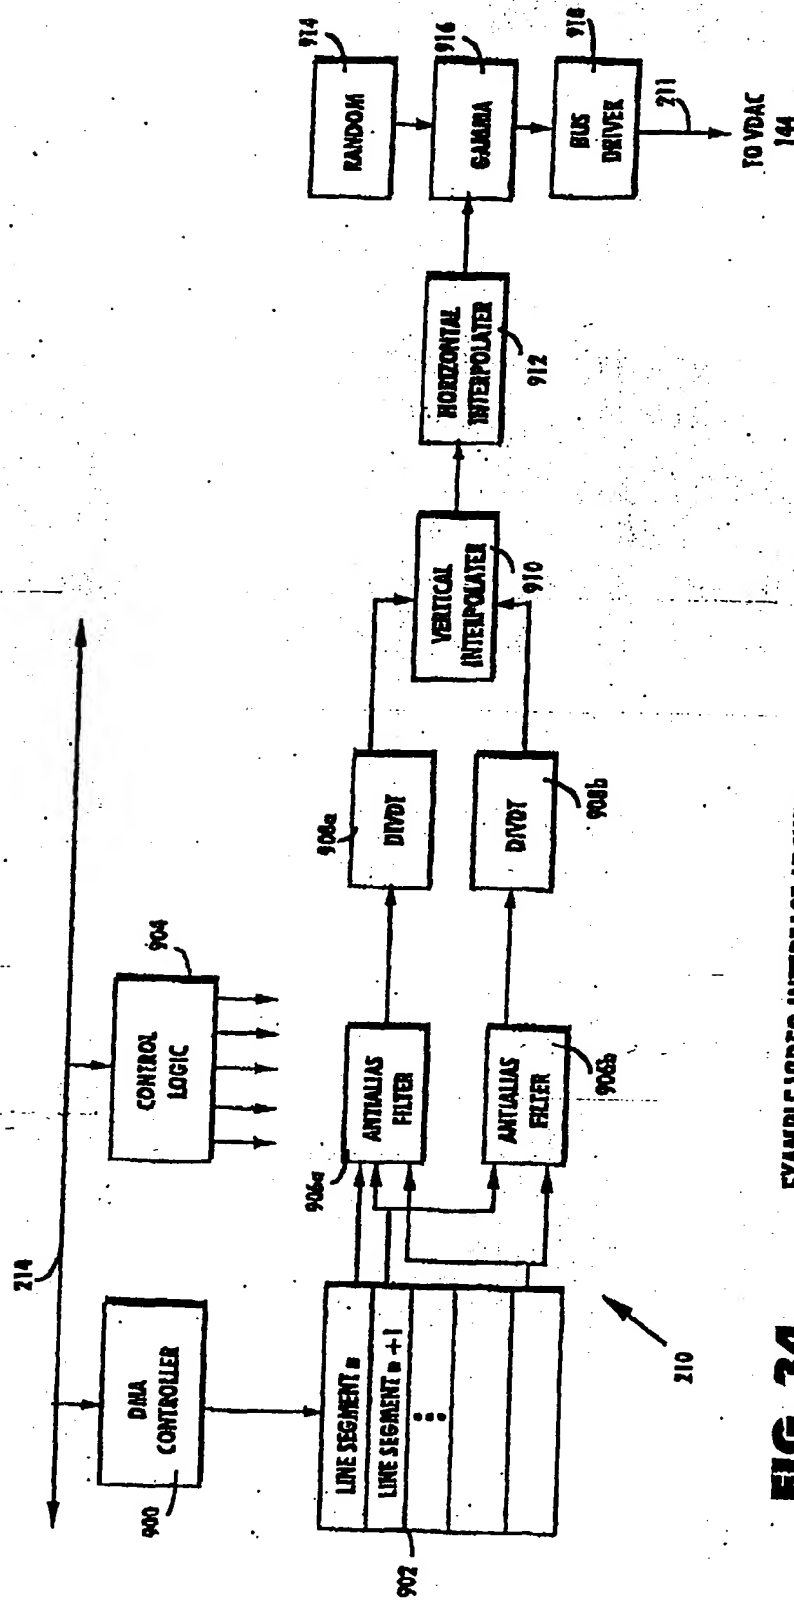 214
DMA
CONTROLLER
900
CONTROL
LOGIC
904
LINE SEGMENT n
LINE SEGMENT n +1
...
902
210
906a
ANTIALIAS
FILTER
ANTIALIAS
FILTER
906b
908a
DIVDT
DIVDT
908b
VERTICAL
INTERPOLATER
910
HORIZONTAL
INTERPOLATER
912
RANDOM
914
GAMMA
916
BUS
DRIVER
918
211
TO VDAC
144